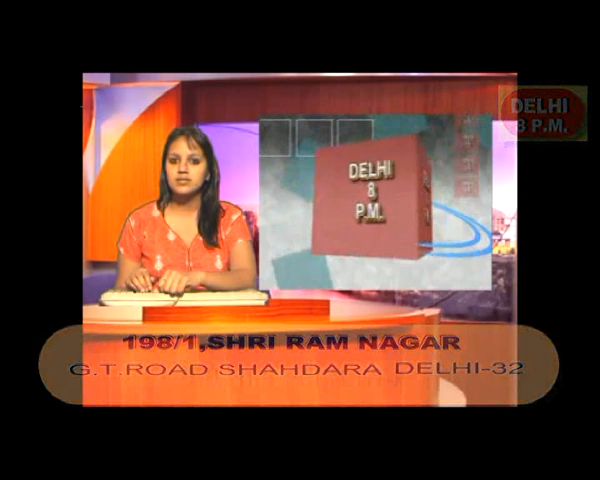 DELHI
8 P.M.
DELHI
8
P.M.
198/1,SHRI RAM NAGAR
G.T.ROAD SHAHDARA DELHI-32